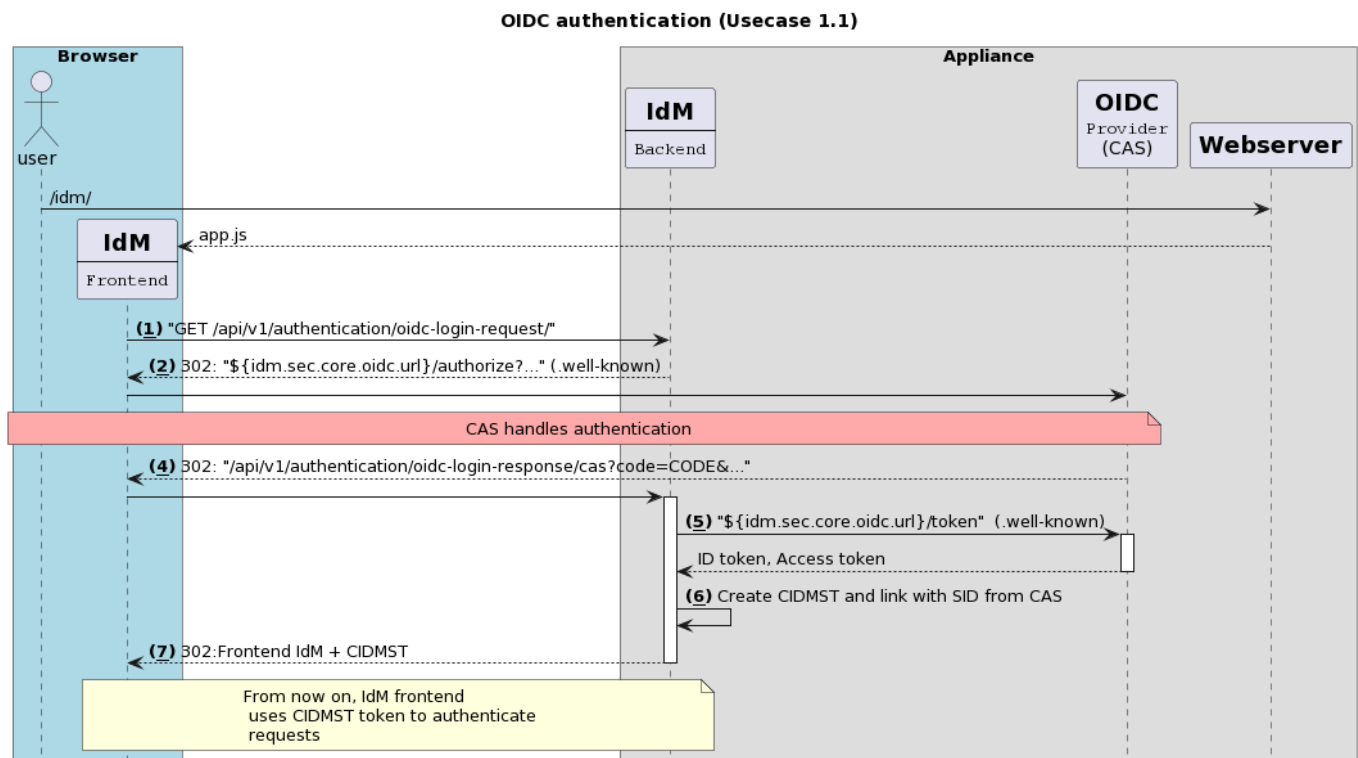 OIDC authentication (Usecase 1.1)
Browser
Appliance
user
IdM
Backend
OIDC
Provider
(CAS)
Webserver
/idm/
IdM
Frontend
app.js
(1) "GET /api/v1/authentication/oidc-login-request/"
(2) 302: "${idm.sec.core.oidc.url}/authorize?..." (.well-known)
CAS handles authentication
(4) 302: "/api/v1/authentication/oidc-login-response/cas?code=CODE&..."
(5) "${idm.sec.core.oidc.url}/token"  (.well-known)
ID token, Access token
(6) Create CIDMST and link with SID from CAS
(7) 302:Frontend IdM + CIDMST
From now on, IdM frontend
uses CIDMST token to authenticate
requests